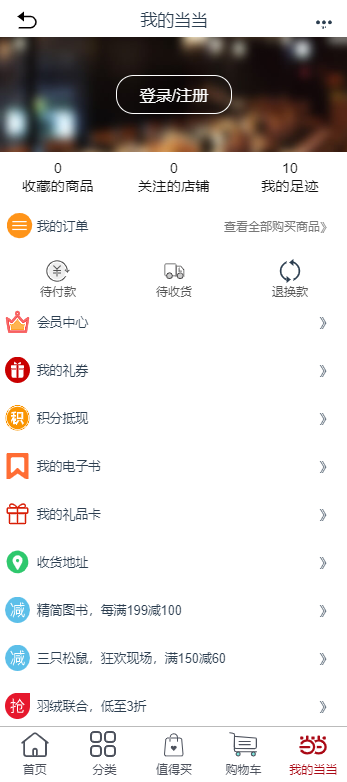 我的当当
登录/注册
0 0 10
收藏的商品 关注的店铺 我的足迹
我的订单 查看全部购买商品》
待付款 待收货 退换款
会员中心 》
我的礼券 》
积 积分抵现 》
我的电子书 》
我的礼品卡 》
收货地址 》
减 精简图书，每满199减100 》
减 三只松鼠，狂欢现场，满150减60 》
抢 羽绒联合，低至3折 》
首页 分类 值得买 购物车 我的当当